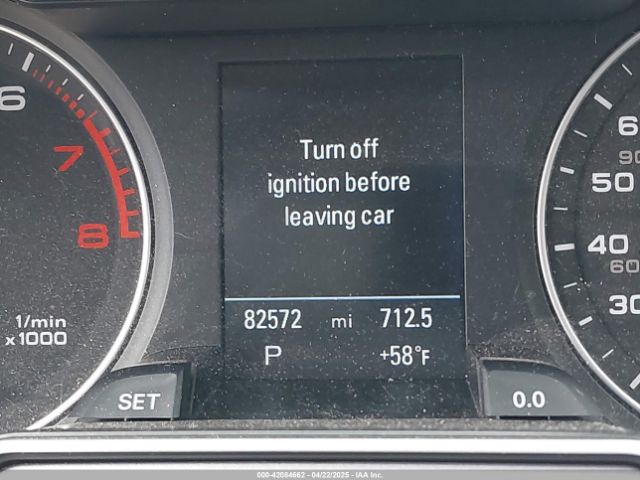 6
7
8
1/min
x1000
Turn off
ignition before
leaving car
82572 mi 712.5
P +58°F
SET
0.0
50
40
60
30
000-42084662 - 04/22/2025 - IAA Inc.